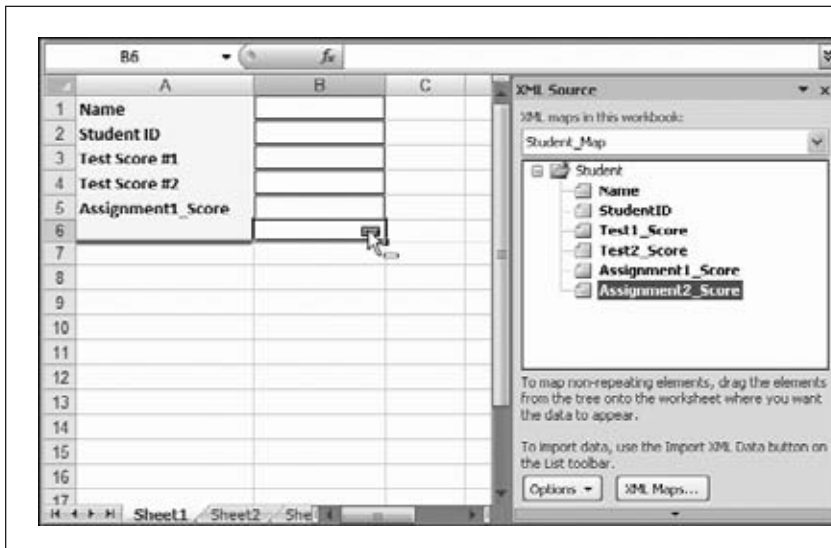 B6 fx
A B C
1 Name
2 Student ID
3 Test Score #1
4 Test Score #2
5 Assignment1_Score
6
7
8
9
10
11
12
13
14
15
16
17
Sheet1 Sheet2 She
XML Source
XML maps in this workbook:
Student_Map
Student
Name
StudentID
Test1_Score
Test2_Score
Assignment1_Score
Assignment2_Score
To map non-repeating elements, drag the elements
from the tree onto the worksheet where you want
the data to appear.
To import data, use the Import XML Data button on
the List toolbar.
Options XML Maps...